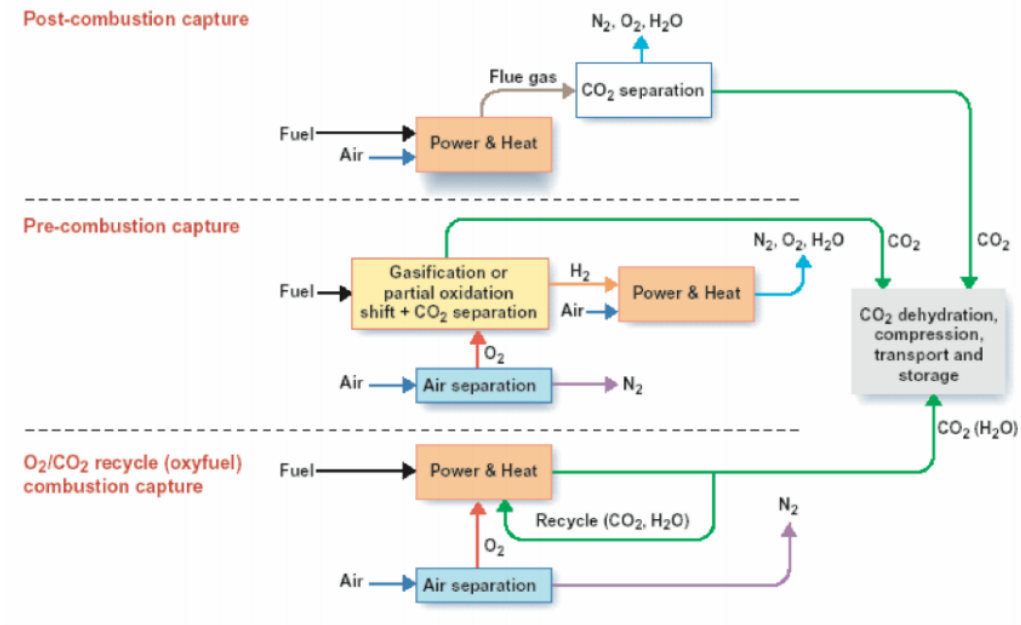 Post-combustion capture
N2, O2, H2O
Flue gas
CO2 separation
Fuel
Air
Power & Heat
Pre-combustion capture
N2, O2, H2O
CO2
CO2
Fuel
Gasification or
partial oxidation
shift + CO2 separation
H2
Air
Power & Heat
CO2 dehydration,
compression,
transport and
storage
O2
Air
Air separation
N2
CO2 (H2O)
O2/CO2 recycle (oxyfuel)
combustion capture
Fuel
Power & Heat
Recycle (CO2, H2O)
N2
O2
Air
Air separation